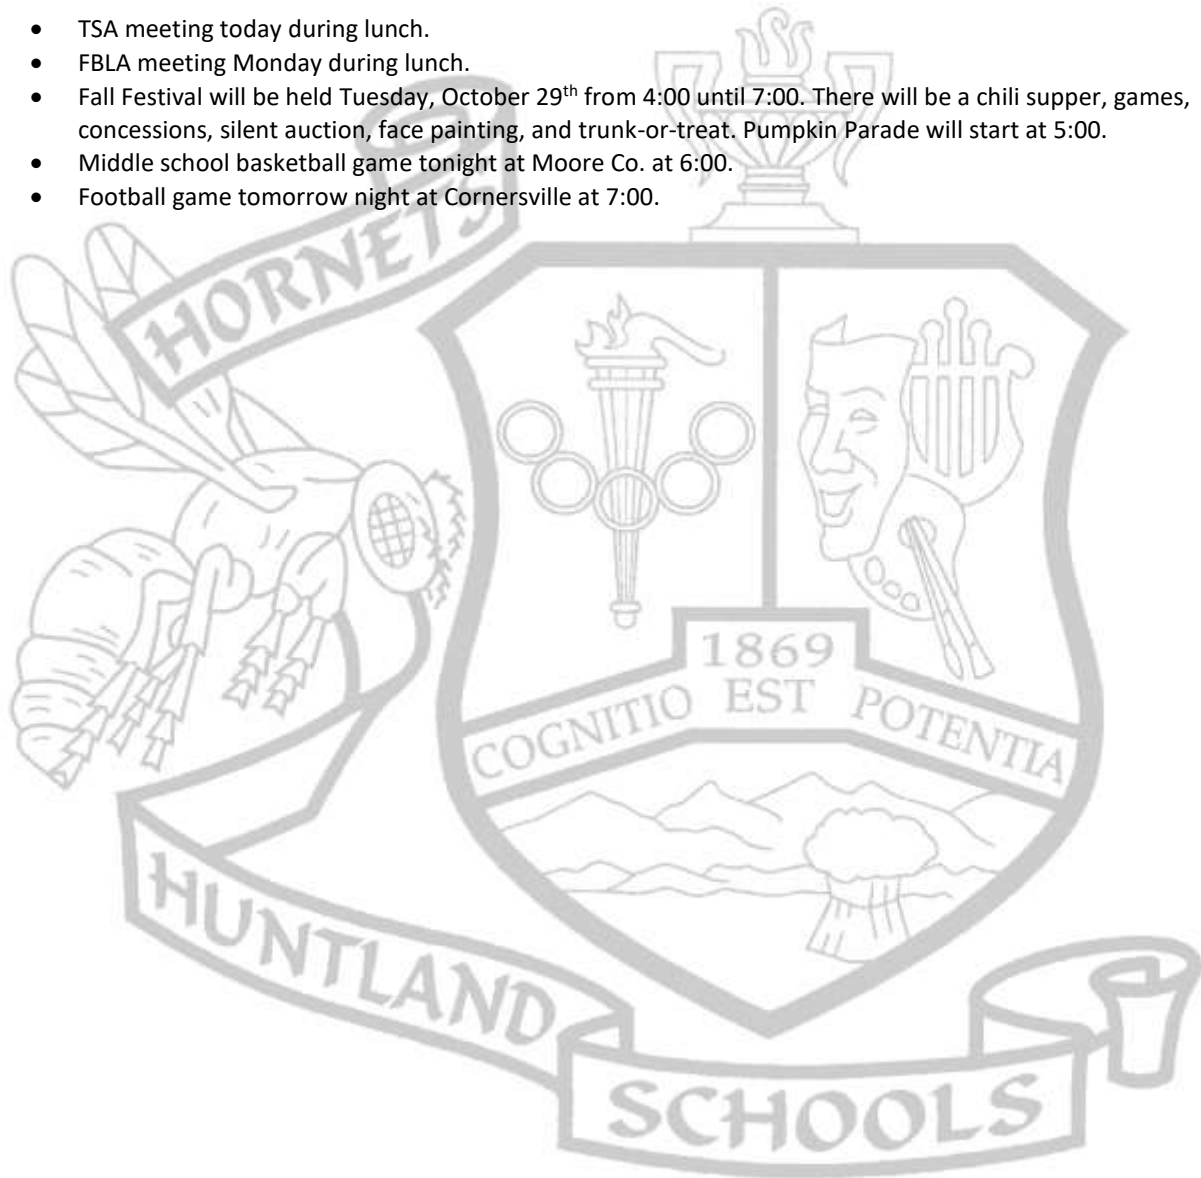 • TSA meeting today during lunch.
• FBLA meeting Monday during lunch.
• Fall Festival will be held Tuesday, October 29th from 4:00 until 7:00. There will be a chili supper, games,
concessions, silent auction, face painting, and trunk-or-treat. Pumpkin Parade will start at 5:00.
• Middle school basketball game tonight at Moore Co. at 6:00.
• Football game tomorrow night at Cornersville at 7:00.
HORNETS
1869
COGNITIO EST POTENTIA
HUNTLAND
SCHOOLS